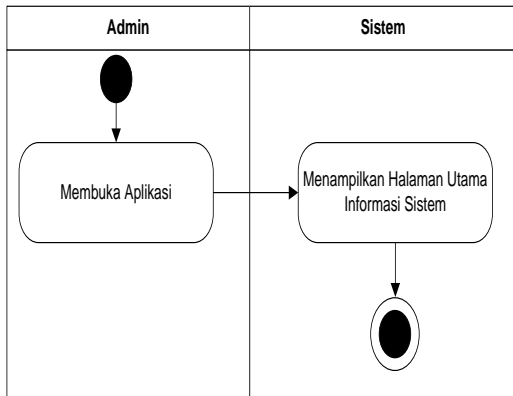 Admin
Sistem
Membuka Aplikasi
Menampilkan Halaman Utama
Informasi Sistem